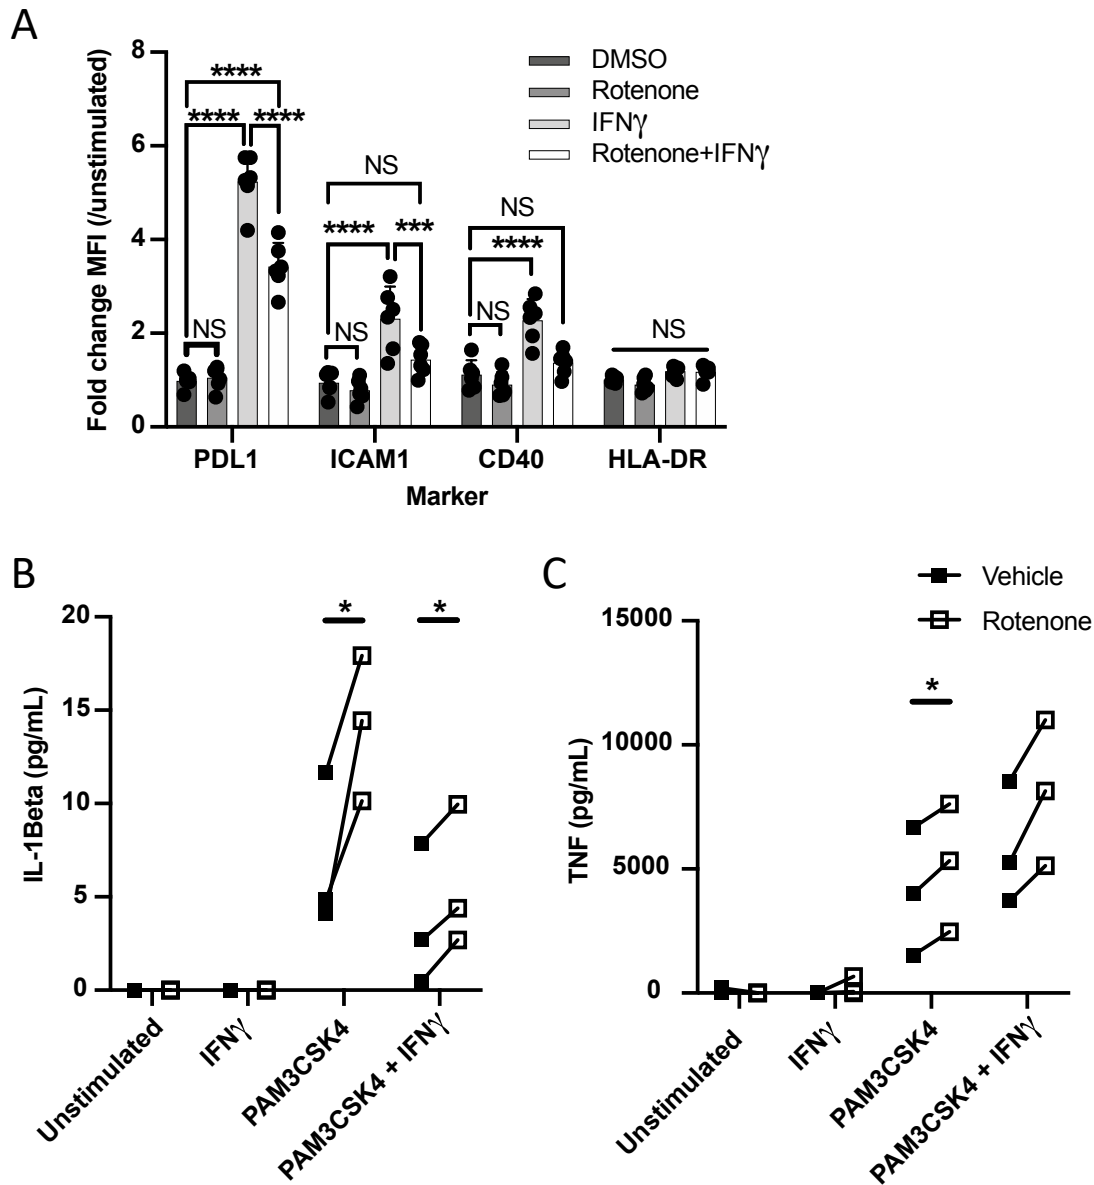 A
Fold change MFI (/unstimulated)
8
6
4
2
0
DMSO
Rotenone
IFNγ
Rotenone+IFNγ
****
**** ****
NS
NS
**** ***
NS
NS
****
NS
NS
PDL1 ICAM1 CD40 HLA-DR
Marker
B
IL-1Beta (pg/mL)
20
15
10
5
0
* *
Unstimulated
IFNγ
PAM3CSK4
PAM3CSK4 + IFNγ
C
Vehicle
Rotenone
TNF (pg/mL)
15000
10000
5000
0
*
Unstimulated
IFNγ
PAM3CSK4
PAM3CSK4 + IFNγ